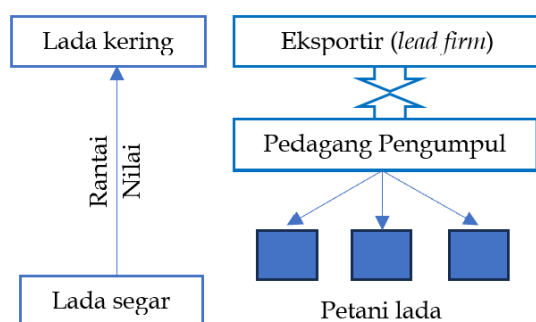 Lada kering
Eksportir (lead firm)
Rantai
Nilai
Pedagang Pengumpul
Lada segar
Petani lada